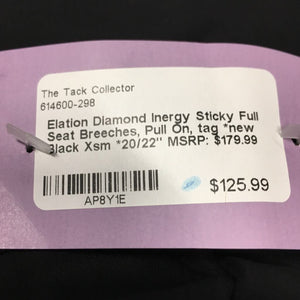 The Tack Collector
614600-298
Elation Diamond Inergy Sticky Full
Seat Breeches, Pull On, tag *new
Black Xsm *20/22" MSRP: $179.99
AP8Y1E
$125.99